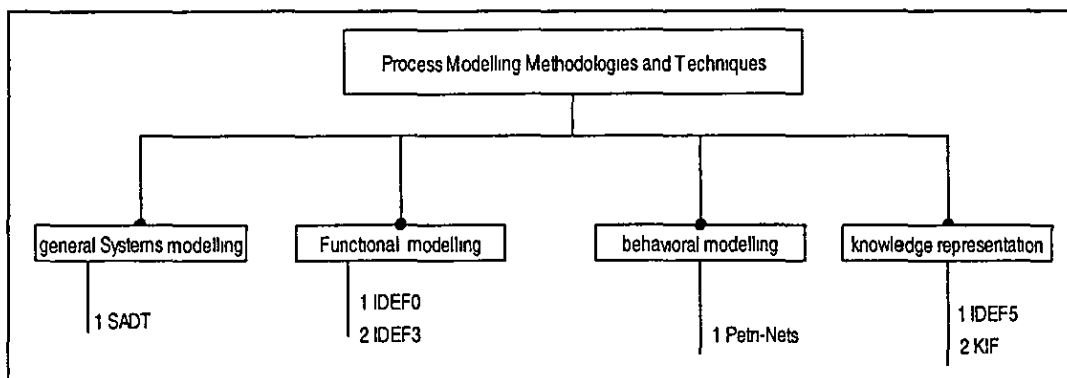 Process Modelling Methodologies and Techniques
general Systems modelling
Functional modelling
behavioral modelling
knowledge representation
1 SADT
1 IDEF0
2 IDEF3
1 Petri-Nets
1 IDEF5
2 KIF